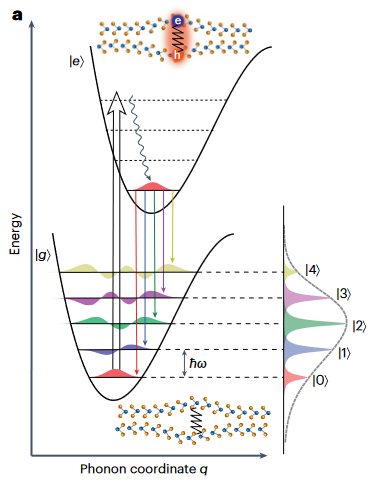 a
e
h
|e⟩
Energy
|g⟩
|4⟩
|3⟩
|2⟩
|1⟩
ħω
|0⟩
Phonon coordinate q